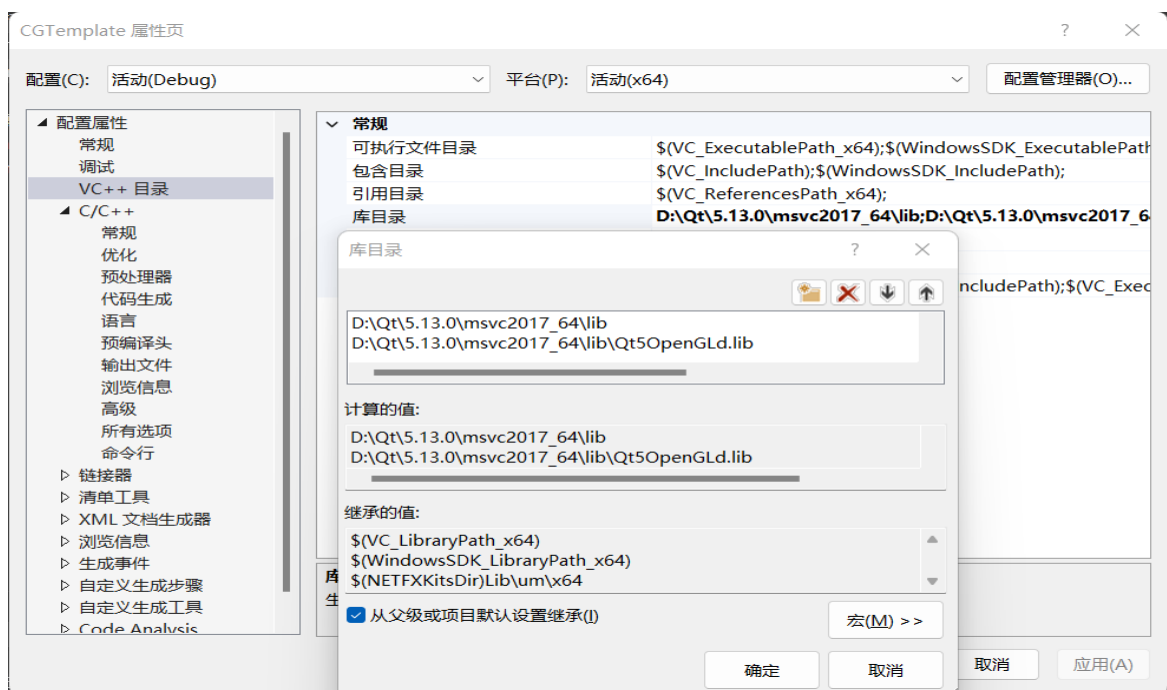 CGTemplate 属性页
?
配置(C): 活动(Debug) 平台(P): 活动(x64) 配置管理器(O)...
配置属性
常规
调试
VC++ 目录
C/C++
常规
优化
预处理器
代码生成
语言
预编译头
输出文件
浏览信息
高级
所有选项
命令行
链接器
清单工具
XML 文档生成器
浏览信息
生成事件
自定义生成步骤
自定义生成工具
Code Analysis
常规
可执行文件目录 $(VC_ExecutablePath_x64);$(WindowsSDK_ExecutablePath
包含目录 $(VC_IncludePath);$(WindowsSDK_IncludePath);
引用目录 $(VC_ReferencesPath_x64);
库目录 D:\Qt\5.13.0\msvc2017_64\lib;D:\Qt\5.13.0\msvc2017_6
ncludePath);$(VC_Exec
库目录
?
D:\Qt\5.13.0\msvc2017_64\lib
D:\Qt\5.13.0\msvc2017_64\lib\Qt5OpenGLd.lib
计算的值:
D:\Qt\5.13.0\msvc2017_64\lib
D:\Qt\5.13.0\msvc2017_64\lib\Qt5OpenGLd.lib
继承的值:
$(VC_LibraryPath_x64)
$(WindowsSDK_LibraryPath_x64)
$(NETFXKitsDir)Lib\um\x64
从父级或项目默认设置继承(I)
宏(M) >>
确定 取消
库
生
取消 应用(A)